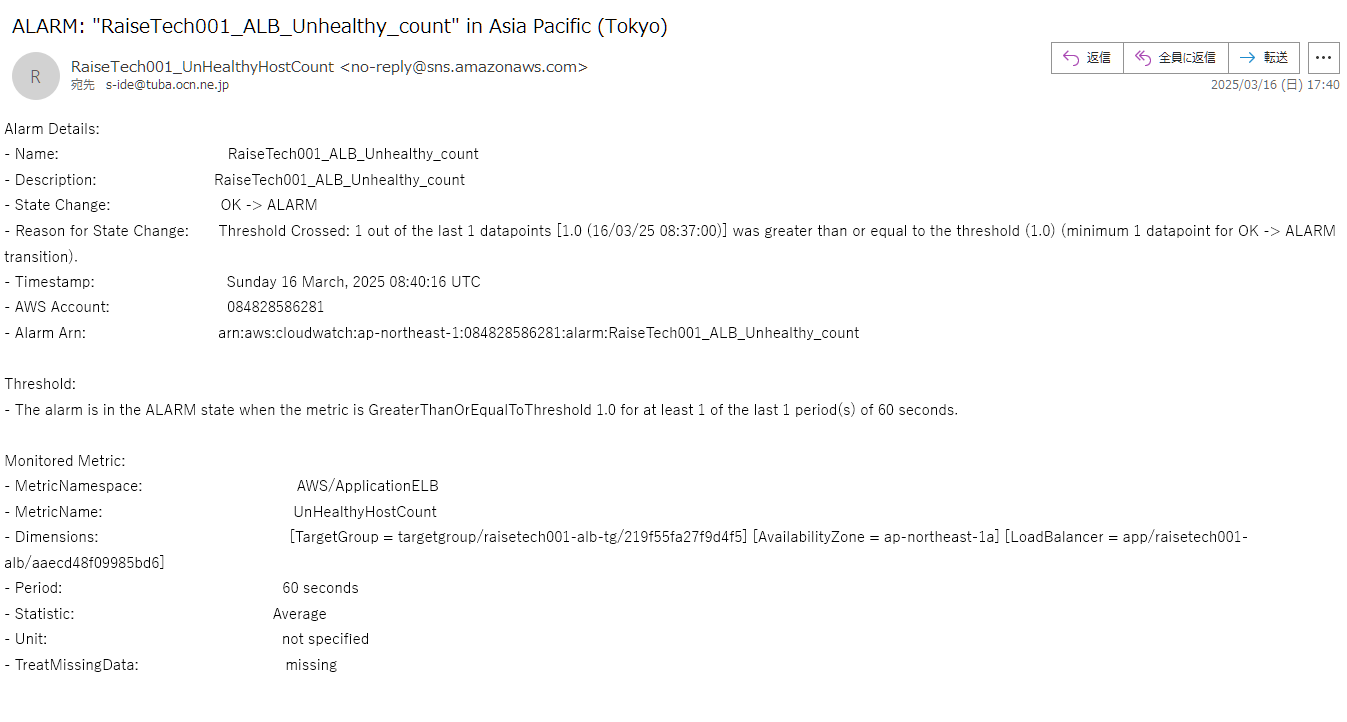 ALARM: "RaiseTech001_ALB_Unhealthy_count" in Asia Pacific (Tokyo)
R
RaiseTech001_UnHealthyHostCount <no-reply@sns.amazonaws.com>
宛先 s-ide@tuba.ocn.ne.jp
返信 全員に返信 転送 ...
2025/03/16 (日) 17:40
Alarm Details:
- Name: RaiseTech001_ALB_Unhealthy_count
- Description: RaiseTech001_ALB_Unhealthy_count
- State Change: OK -> ALARM
- Reason for State Change: Threshold Crossed: 1 out of the last 1 datapoints [1.0 (16/03/25 08:37:00)] was greater than or equal to the threshold (1.0) (minimum 1 datapoint for OK -> ALARM
transition).
- Timestamp: Sunday 16 March, 2025 08:40:16 UTC
- AWS Account: 084828586281
- Alarm Arn: arn:aws:cloudwatch:ap-northeast-1:084828586281:alarm:RaiseTech001_ALB_Unhealthy_count
Threshold:
- The alarm is in the ALARM state when the metric is GreaterThanOrEqualToThreshold 1.0 for at least 1 of the last 1 period(s) of 60 seconds.
Monitored Metric:
- MetricNamespace: AWS/ApplicationELB
- MetricName: UnHealthyHostCount
- Dimensions: [TargetGroup = targetgroup/raisetech001-alb-tg/219f55fa27f9d4f5] [AvailabilityZone = ap-northeast-1a] [LoadBalancer = app/raisetech001-
alb/aaecd48f09985bd6]
- Period: 60 seconds
- Statistic: Average
- Unit: not specified
- TreatMissingData: missing